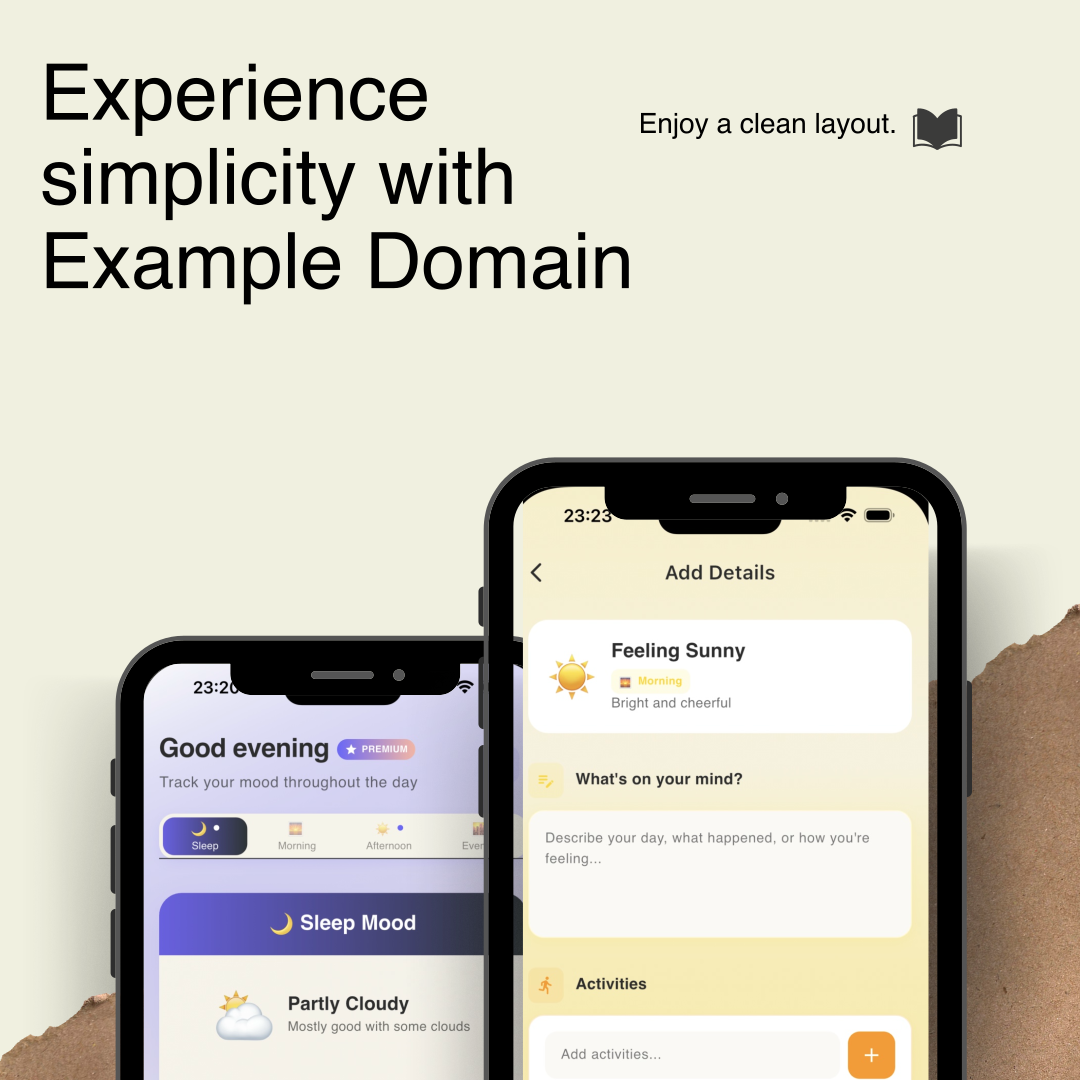 Experience
simplicity with
Example Domain
Enjoy a clean layout.
23:20
Good evening
PREMIUM
Track your mood throughout the day
Sleep
Morning
Afternoon
🌙 Sleep Mood
Partly Cloudy
Mostly good with some clouds
23:23
Add Details
Feeling Sunny
Morning
Bright and cheerful
What's on your mind?
Describe your day, what happened, or how you're
feeling...
Activities
Add activities...
+